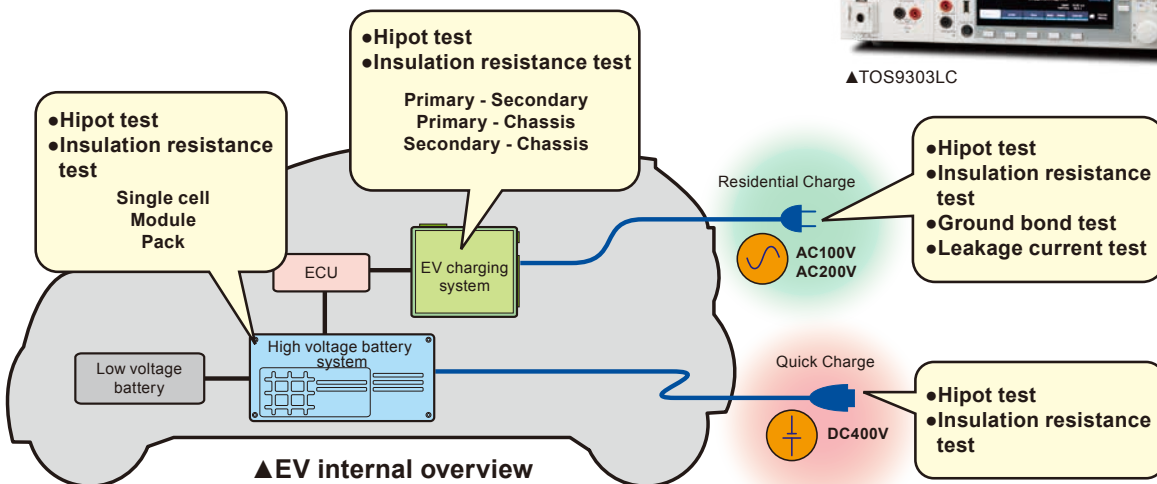 ●Hipot test
●Insulation resistance test
Primary - Secondary
Primary - Chassis
Secondary - Chassis
▲TOS9303LC
●Hipot test
●Insulation resistance
test
Single cell
Module
Pack
Residential Charge
AC100V
AC200V
●Hipot test
●Insulation resistance
test
●Ground bond test
●Leakage current test
ECU
EV charging
system
High voltage battery
system
Low voltage
battery
Quick Charge
DC400V
●Hipot test
●Insulation resistance
test
▲EV internal overview